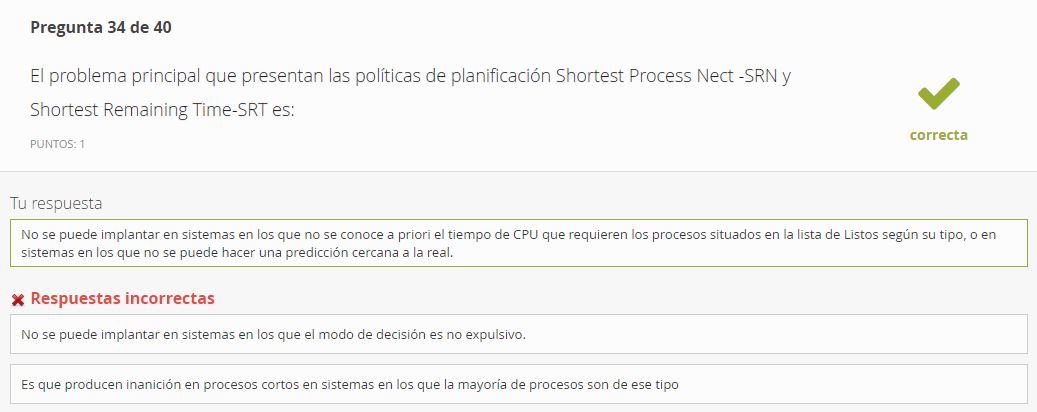 Pregunta 34 de 40
El problema principal que presentan las políticas de planificación Shortest Process Nect -SRN y
Shortest Remaining Time-SRT es:
PUNTOS: 1
correcta
Tu respuesta
No se puede implantar en sistemas en los que no se conoce a priori el tiempo de CPU que requieren los procesos situados en la lista de Listos según su tipo, o en
sistemas en los que no se puede hacer una predicción cercana a la real.
Respuestas incorrectas
No se puede implantar en sistemas en los que el modo de decisión es no expulsivo.
Es que producen inanición en procesos cortos en sistemas en los que la mayoría de procesos son de ese tipo